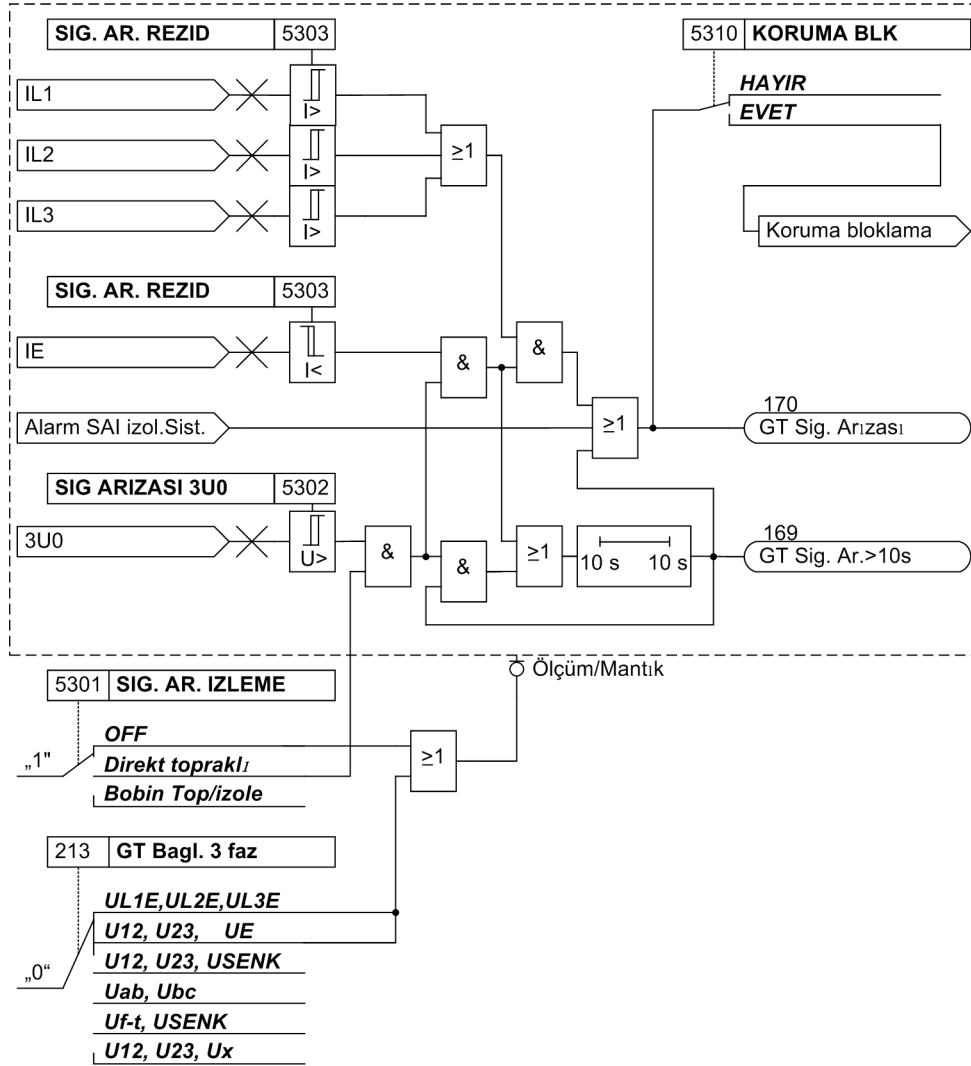 SIG. AR. REZID 5303
5310 KORUMA BLK
IL1
I>
HAYIR
EVET
IL2
I>
≥1
IL3
I>
Koruma bloklama
SIG. AR. REZID 5303
IE
I<
&
&
Alarm SAI izol.Sist.
≥1
170
GT Sig. Arızası
SIG ARIZASI 3U0 5302
3U0
U>
&
&
≥1
10 s 10 s
169
GT Sig. Ar.>10s
Ölçüm/Mantık
5301 SIG. AR. IZLEME
„1"
OFF
Direkt topraklı
Bobin Top/izole
≥1
213 GT Bagl. 3 faz
„0“
UL1E,UL2E,UL3E
U12, U23, UE
U12, U23, USENK
Uab, Ubc
Uf-t, USENK
U12, U23, Ux